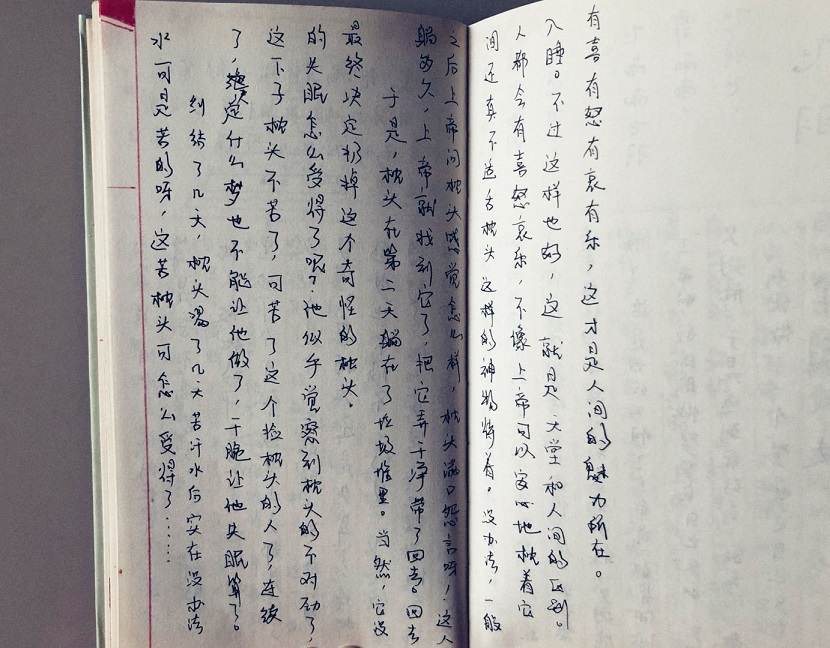 水可是苦的呀，这苦枕头可怎么受得了……
纠结了几天，枕头漏了几天苦汗水后实在没办法
了，决定什么梦也不能让他做了，干脆让他失眠算了。
这下子枕头不苦了，可苦了这个捡枕头的人了，连续
的失眠怎么受得了呢？他似乎觉察到枕头的不对劲了，
最终决定扔掉这个奇怪的枕头。
于是，枕头在第二天躺在了垃圾堆里。当然，它没
躺多久，上帝就找到它了，把它弄干净带了回去。回去
之后上帝问枕头感觉怎么样，枕头满口怨言呀，这人
间还真不适合枕头这样的神物待着。没办法，一般
人都会有喜怒哀乐，不像上帝可以安心地枕着它
入睡。不过这样也好，这就是天堂和人间的区别。
有喜有怒有哀有乐，这才是人间的魅力所在。